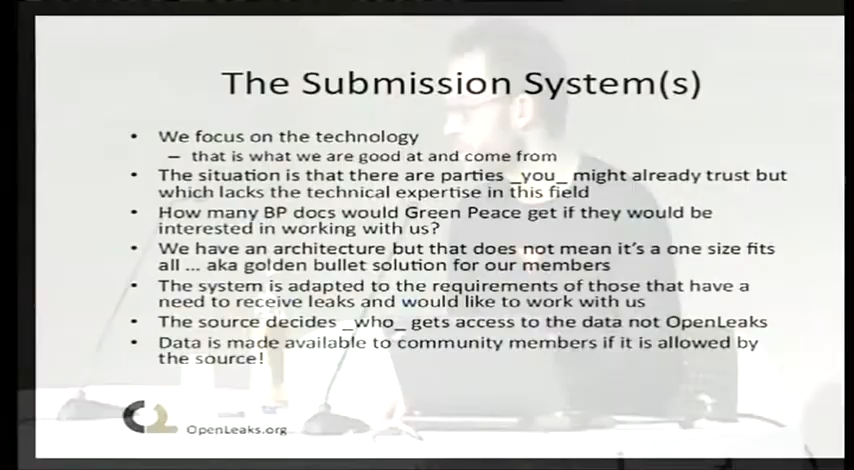 The Submission System(s)
• We focus on the technology
– that is what we are good at and come from
• The situation is that there are parties _you_ might already trust but
which lacks the technical expertise in this field
• How many BP docs would Green Peace get if they would be
interested in working with us?
• We have an architecture but that does not mean it's a one size fits
all ... aka golden bullet solution for our members
• The system is adapted to the requirements of those that have a
need to receive leaks and would like to work with us
• The source decides _who_ gets access to the data not OpenLeaks
• Data is made available to community members if it is allowed by
the source!
OpenLeaks.org